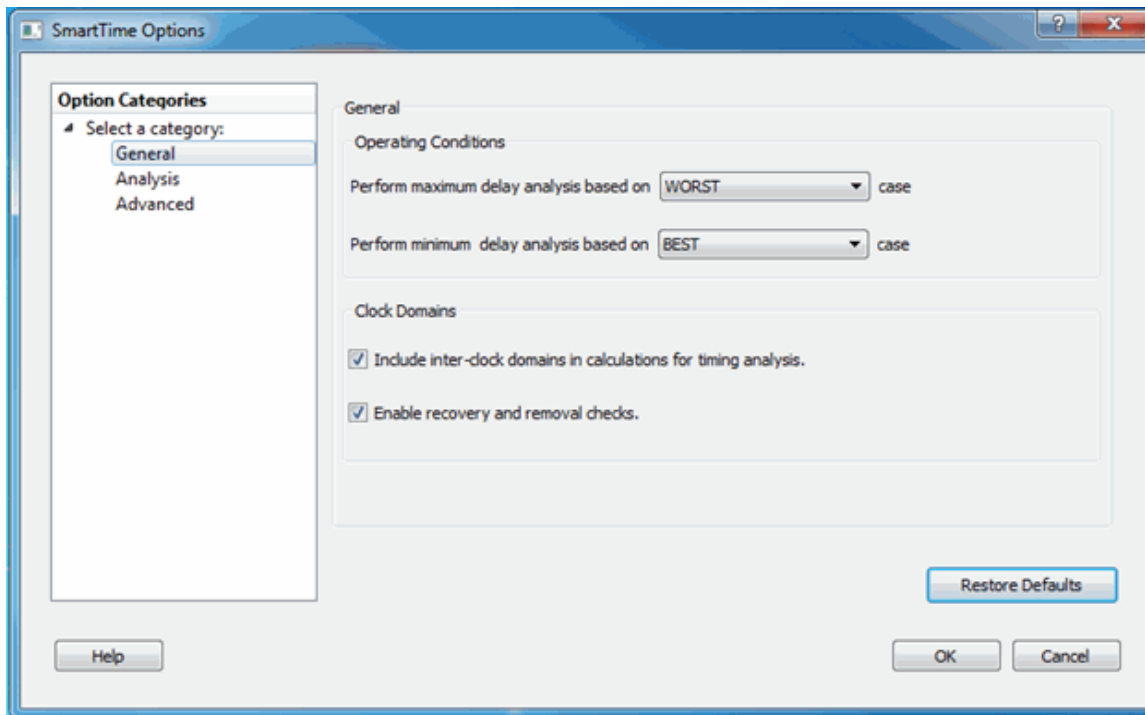 SmartTime Options
Option Categories
Select a category:
General
Analysis
Advanced
General
Operating Conditions
Perform maximum delay analysis based on WORST case
Perform minimum delay analysis based on BEST case
Clock Domains
Include inter-clock domains in calculations for timing analysis.
Enable recovery and removal checks.
Restore Defaults
Help OK Cancel